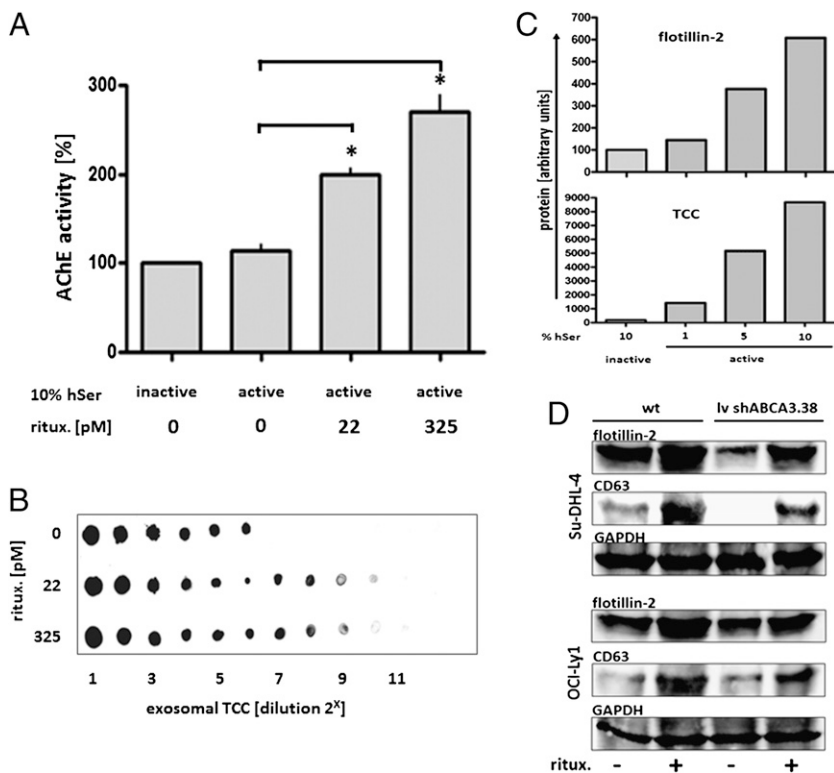 A
AChE activity [%]
300
200
100
0
*
*
10% hSer inactive active active active
ritux. [pM] 0 0 22 325
B
ritux. [pM]
0
22
325
1 3 5 7 9 11
exosomal TCC [dilution 2ˣ]
C
protein [arbitrary units]
flotillin-2
700
600
500
400
300
200
100
0
TCC
9000
8000
7000
6000
5000
4000
3000
2000
1000
0
% hSer 10 1 5 10
inactive active
D
wt lv shABCA3.38
Su-DHL-4
flotillin-2
CD63
GAPDH
OCI-Ly1
flotillin-2
CD63
GAPDH
ritux. - + - +